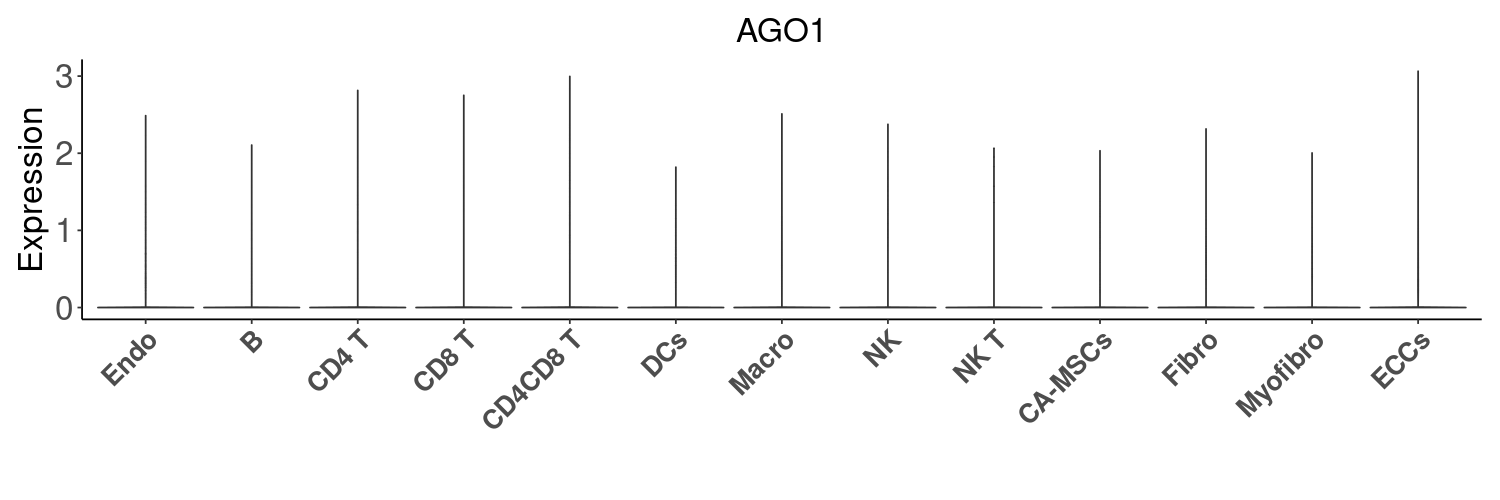 AGO1
Expression
3
2
1
0
Endo
B
CD4 T
CD8 T
CD4CD8 T
DCs
Macro
NK
NK T
CA-MSCs
Fibro
Myofibro
ECCs